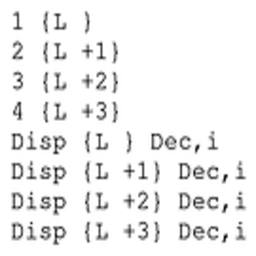 1 {L }
2 {L +1}
3 {L +2}
4 {L +3}
Disp {L } Dec,i
Disp {L +1} Dec,i
Disp {L +2} Dec,i
Disp {L +3} Dec,i